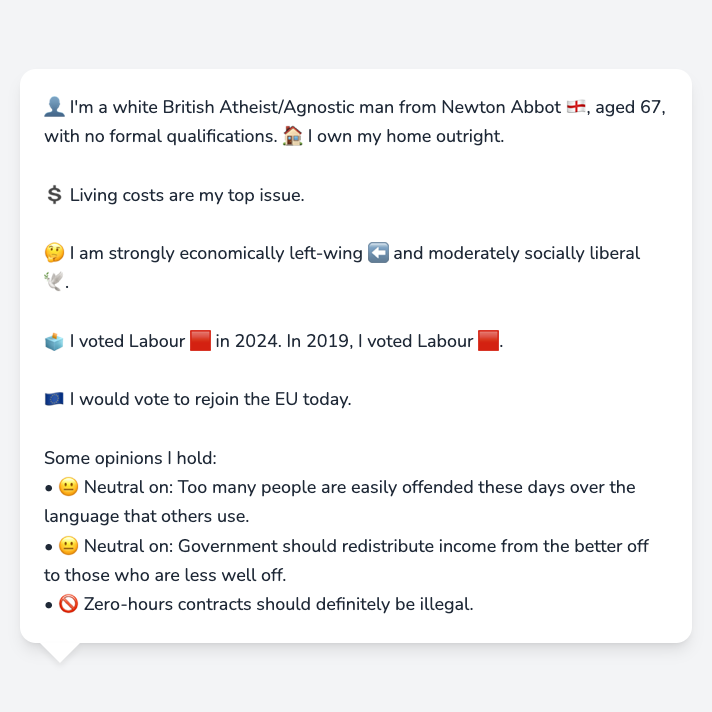 👤 I'm a white British Atheist/Agnostic man from Newton Abbot 🏴󠁧󠁢󠁥󠁮󠁧󠁿, aged 67,
with no formal qualifications. 🏠 I own my home outright.
💲 Living costs are my top issue.
🤔 I am strongly economically left-wing ⬅️ and moderately socially liberal
🕊️.
🗳️ I voted Labour 🟥 in 2024. In 2019, I voted Labour 🟥.
🇪🇺 I would vote to rejoin the EU today.
Some opinions I hold:
• 😐 Neutral on: Too many people are easily offended these days over the
language that others use.
• 😐 Neutral on: Government should redistribute income from the better off
to those who are less well off.
• 🚫 Zero-hours contracts should definitely be illegal.